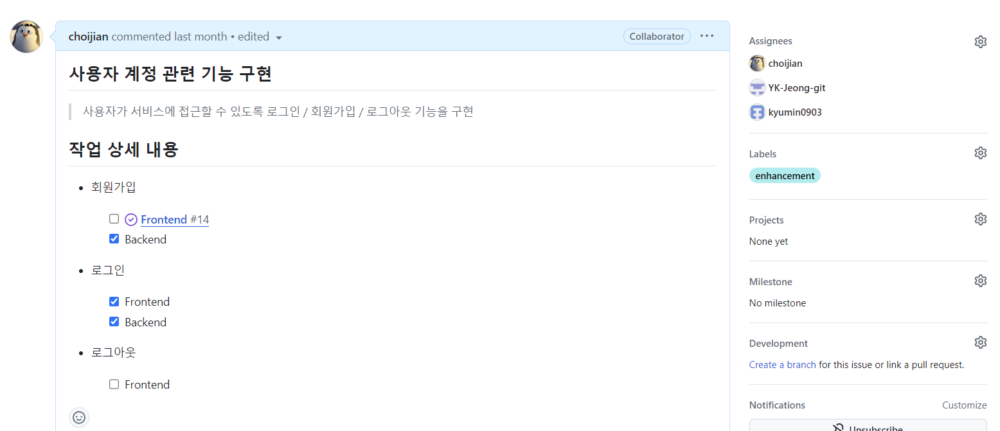 choijian commented last month • edited
Collaborator
사용자 계정 관련 기능 구현
사용자가 서비스에 접근할 수 있도록 로그인 / 회원가입 / 로그아웃 기능을 구현
작업 상세 내용
회원가입
Frontend #14
Backend
로그인
Frontend
Backend
로그아웃
Frontend
Assignees
choijian
YK-Jeong-git
kyumin0903
Labels
enhancement
Projects
None yet
Milestone
No milestone
Development
Create a branch for this issue or link a pull request.
Notifications
Customize
Unsubscribe